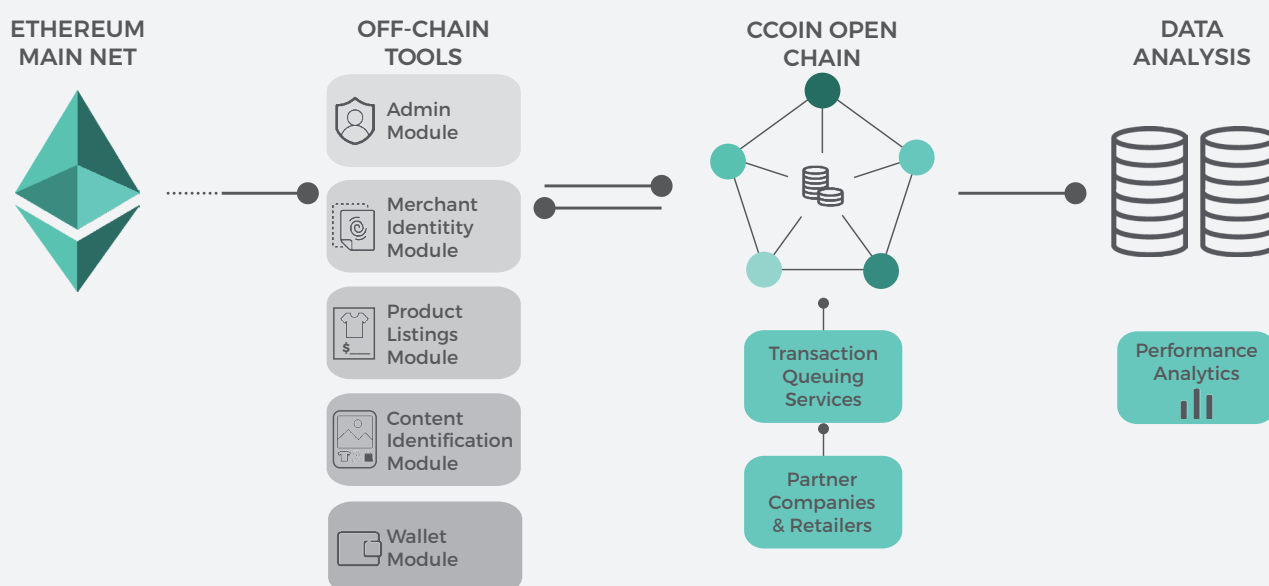 ETHEREUM
MAIN NET
OFF-CHAIN
TOOLS
Admin
Module
Merchant
Identitity
Module
Product
Listings
Module
$
Content
Identification
Module
Wallet
Module
CCOIN OPEN
CHAIN
Transaction
Queuing
Services
Partner
Companies
& Retailers
DATA
ANALYSIS
Performance
Analytics